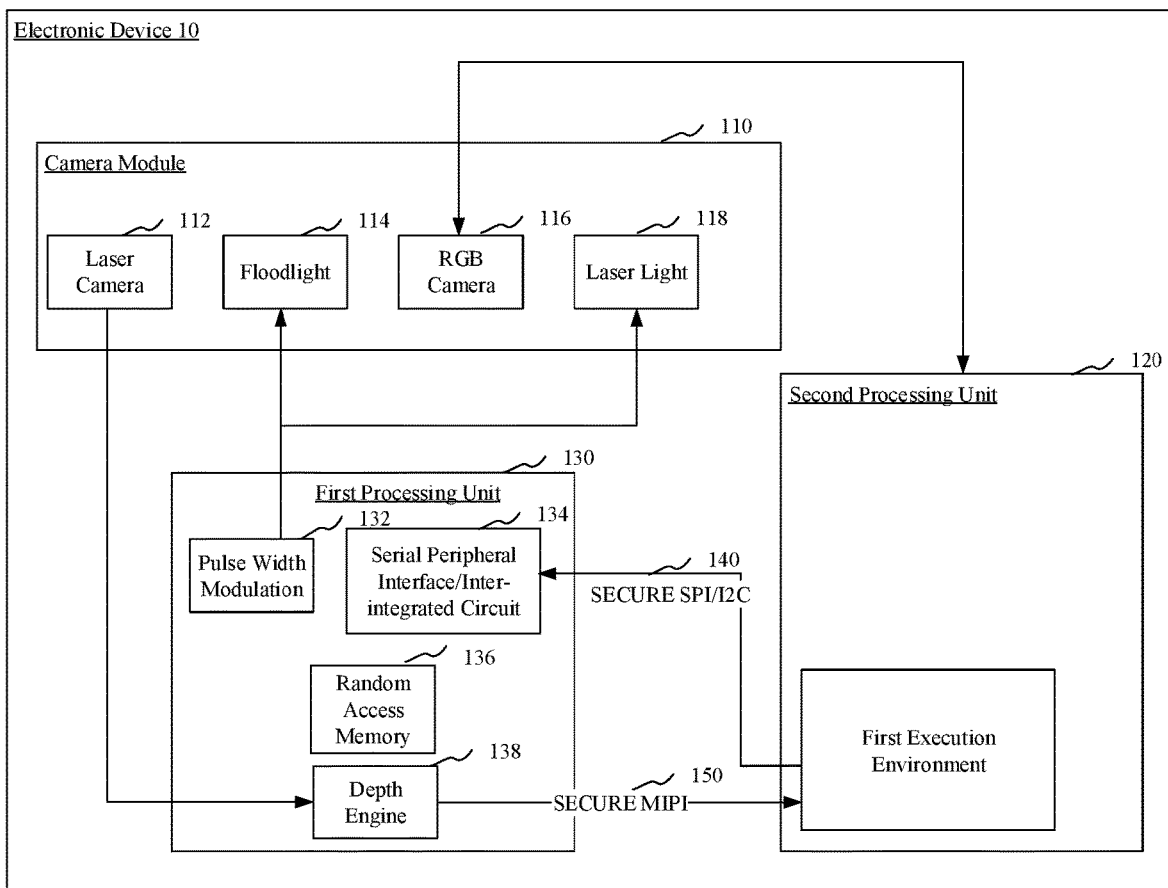 Electronic Device 10
110
Camera Module
112
114
116
118
Laser
Camera
Floodlight
RGB
Camera
Laser Light
120
Second Processing Unit
130
First Processing Unit
132
134
Pulse Width
Modulation
Serial Peripheral
Interface/Inter-
integrated Circuit
140
SECURE SPI/I2C
136
Random
Access
Memory
138
Depth
Engine
150
SECURE MIPI
First Execution
Environment